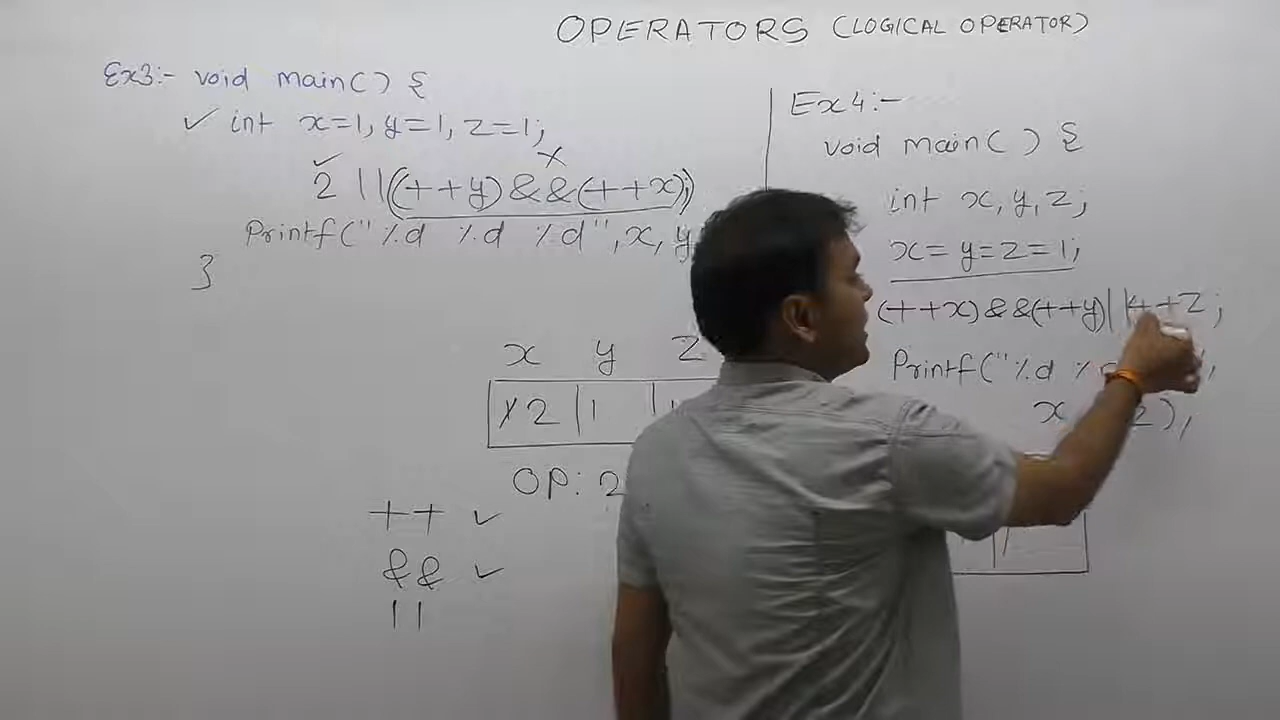 OPERATORS (LOGICAL OPERATOR)
Ex3:- void main() {
✓ int x=1, y=1, z=1;
✓ x
2 ||(++y)&&(++x);
Printf("%d %d %d", x, y
}
x y z
x 2 | 1 |
OP: 2
++ ✓
&& ✓
||
Ex4:-
void main() {
int x, y, z;
x=y=z=1;
(++x)&&(++y)||++z;
Printf("%d %
x z);